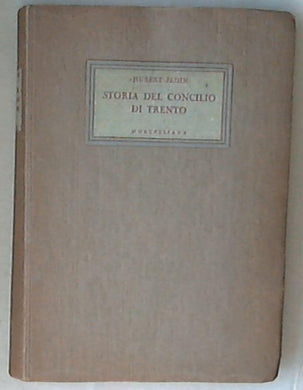 HUBERT JEDIN
STORIA DEL CONCILIO
DI TRENTO
MORCELLIANA